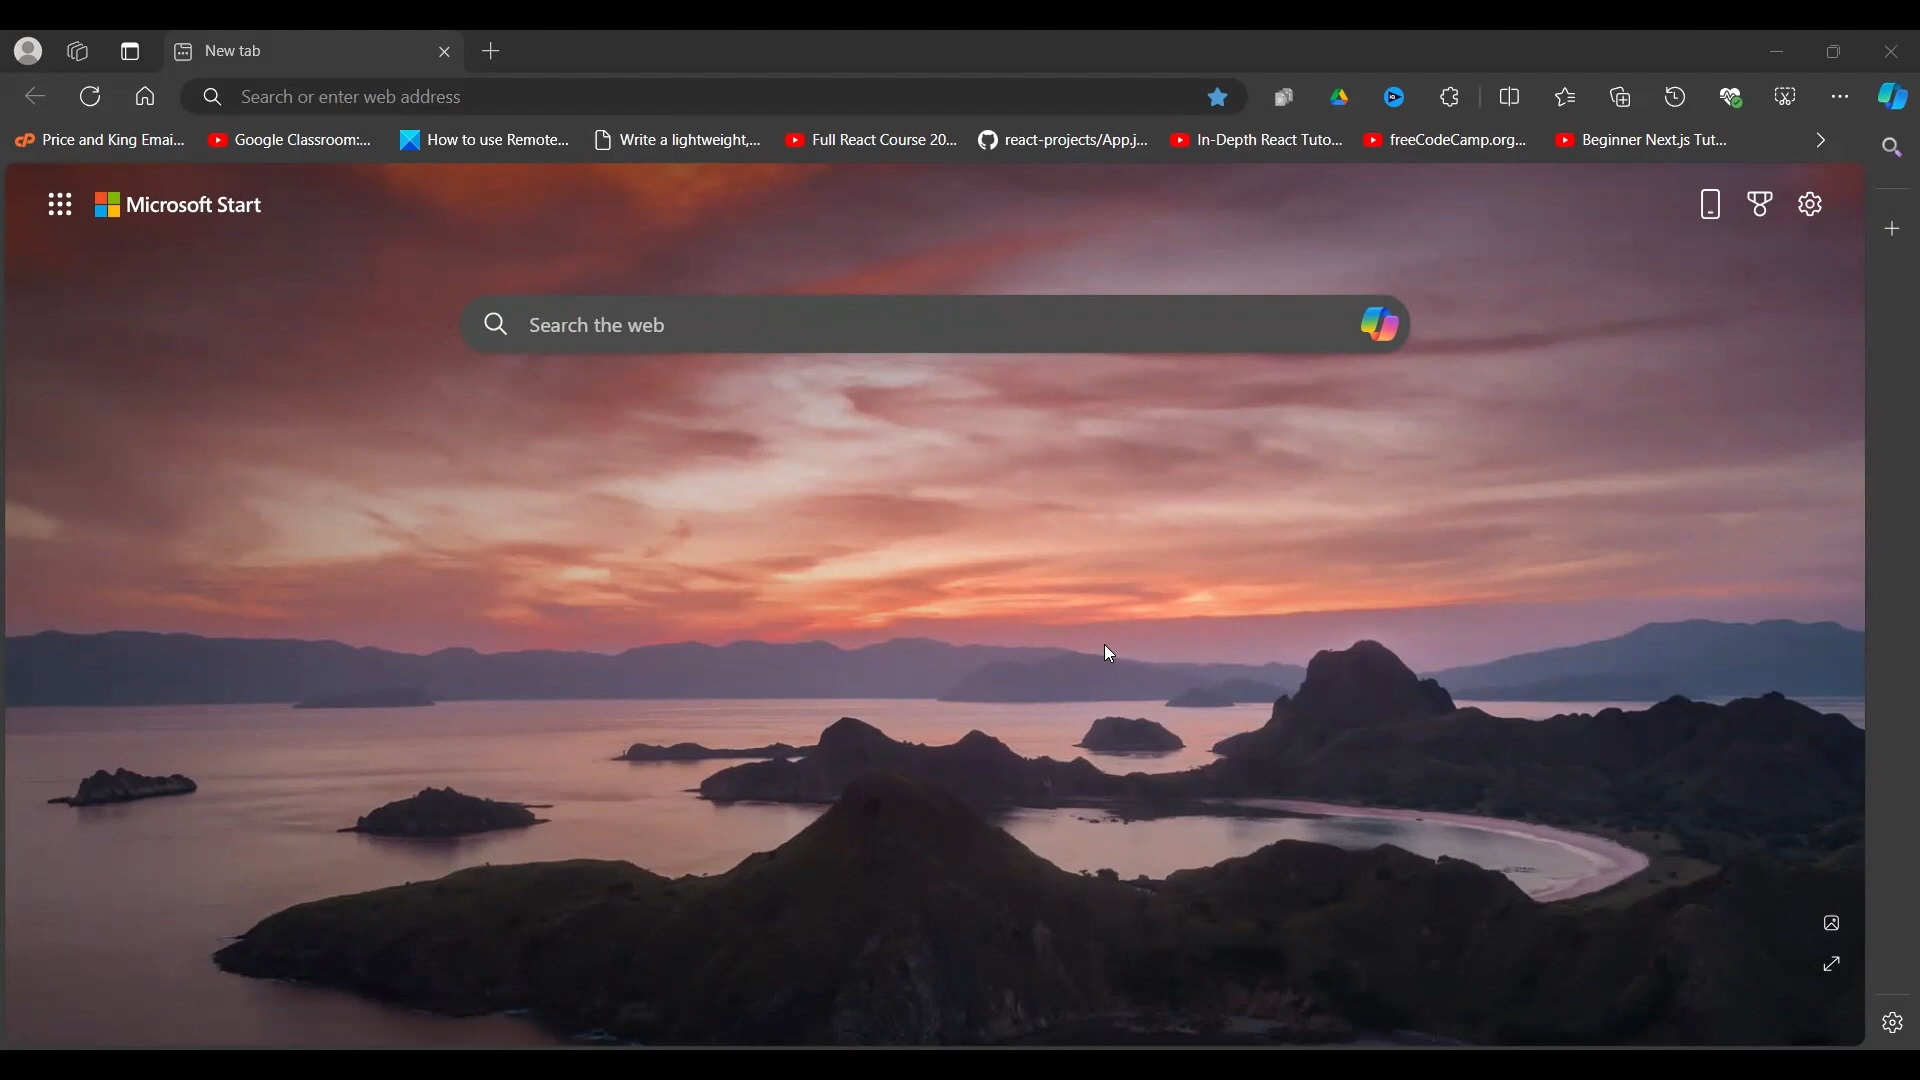 New tab
Search or enter web address
Price and King Emai...
Google Classroom:...
How to use Remote...
Write a lightweight,...
Full React Course 20...
react-projects/App.j...
In-Depth React Tuto...
freeCodeCamp.org...
Beginner Next.js Tut...
Microsoft Start
Search the web